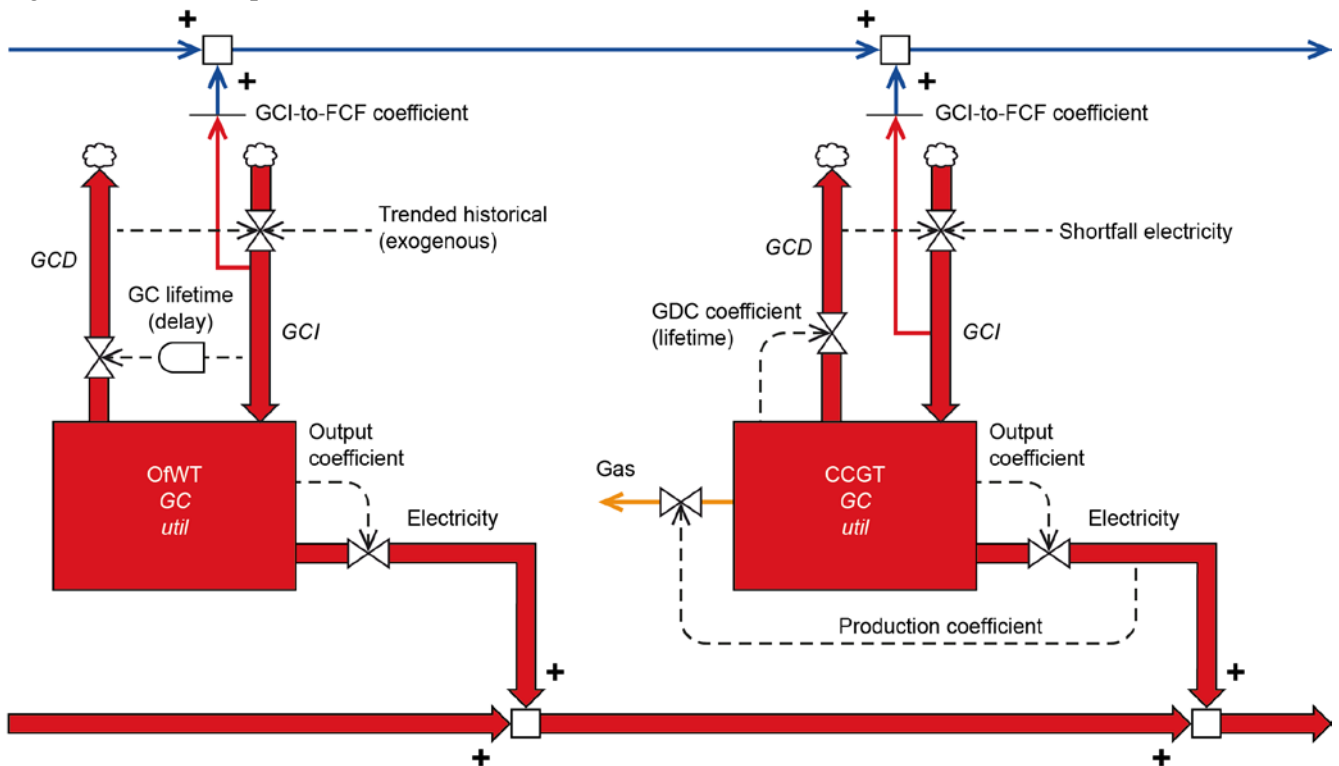 +
+
+
+
GCI-to-FCF coefficient
GCI-to-FCF coefficient
Trended historical
(exogenous)
Shortfall electricity
GCD
GCD
GC lifetime
(delay)
GCI
GDC coefficient
(lifetime)
GCI
OfWT
GC
util
Output
coefficient
Electricity
Gas
CCGT
GC
util
Output
coefficient
Electricity
Production coefficient
+
+
+
+